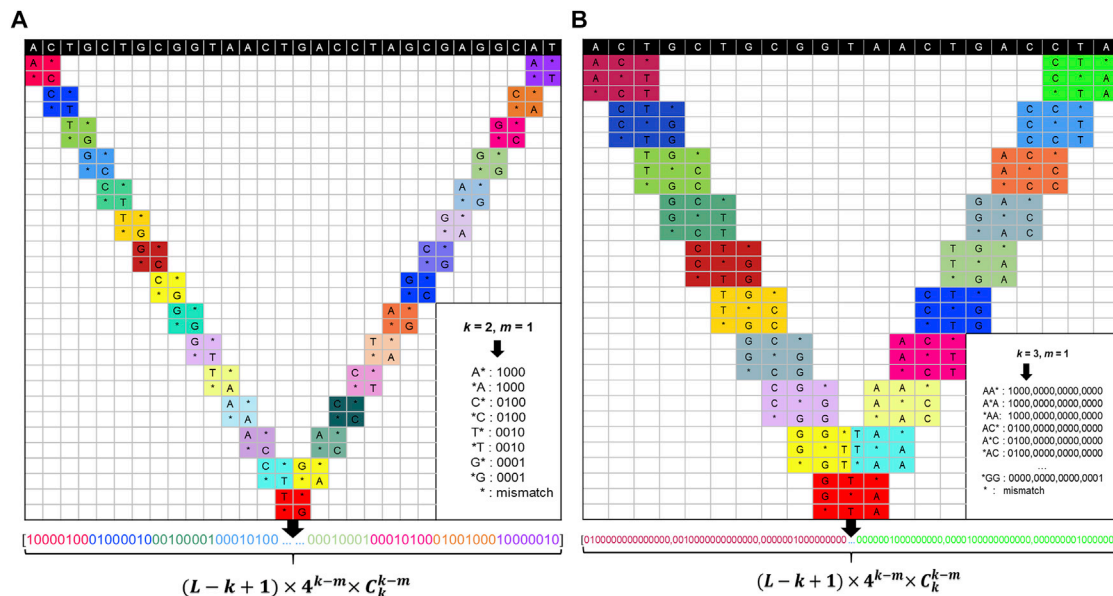 A
A C T G C T G C G G T A A C T G A C C T A G C G A G G C A T
A * A *
* C * T
C * C *
* T * A
T * G *
* G * C
G * G *
* C * G
C * A *
* T * G
T * G *
* G * A
G * C *
* C * G
C * G *
* G * C
G * A *
* G * G
G * T *
* T * A
T * C *
* A * T
A * C *
* A * C
A * A *
* C * C
C * G *
* T * A
T *
* G
k = 2, m = 1
A* : 1000
*A : 1000
C* : 0100
*C : 0100
T* : 0010
*T : 0010
G* : 0001
*G : 0001
* : mismatch
[10000100010000100010000100010100 ... ... 00010001000101000100100010000010]
(L − k + 1) × 4^{k−m} × C_k^{k−m}
B
A C T G C T G C G G T A A C T G A C C T A
A C * C T *
A * T C * A
* C T * T A
C T * C C *
C * G C * T
* T G * C T
T G * A C *
T * C A * C
* G C * C C
G C * G A *
G * T G * C
* C T * A C
C T * T G *
C * G T * A
* T G * G A
T G * C T *
T * C C * G
* G C * T G
G C * A C *
G * G A * T
* C G * C T
C G * A A *
C * G A * C
* G G * A C
G G * T A *
G * T T * A
* G T * A A
G T *
G * A
* T A
k = 3, m = 1
AA* : 1000,0000,0000,0000
A*A : 1000,0000,0000,0000
*AA: 1000,0000,0000,0000
AC* : 0100,0000,0000,0000
A*C : 0100,0000,0000,0000
*AC : 0100,0000,0000,0000
...
*GG : 0000,0000,0000,0001
* : mismatch
(L − k + 1) × 4^{k−m} × C_k^{k−m}